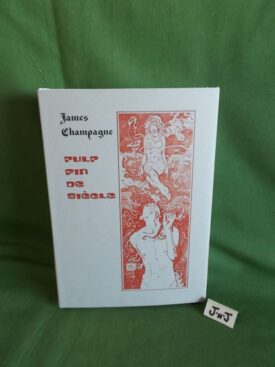 James
Champagne
PULP
FIN
DE
SIÈCLE
J&J